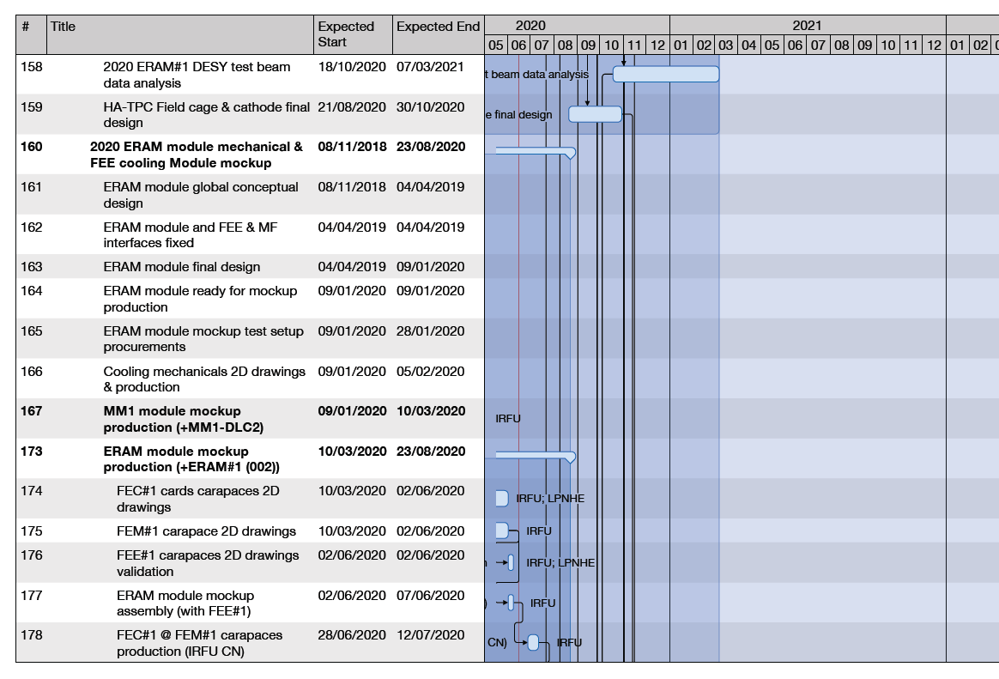 # Title Expected Start Expected End 2020 2021
05 06 07 08 09 10 11 12 01 02 03 04 05 06 07 08 09 10 11 12 01 02
158 2020 ERAM#1 DESY test beam 18/10/2020 07/03/2021 t beam data analysis
data analysis
159 HA-TPC Field cage & cathode final 21/08/2020 30/10/2020 e final design
design
160 2020 ERAM module mechanical & 08/11/2018 23/08/2020
FEE cooling Module mockup
161 ERAM module global conceptual 08/11/2018 04/04/2019
design
162 ERAM module and FEE & MF 04/04/2019 04/04/2019
interfaces fixed
163 ERAM module final design 04/04/2019 09/01/2020
164 ERAM module ready for mockup 09/01/2020 09/01/2020
production
165 ERAM module mockup test setup 09/01/2020 28/01/2020
procurements
166 Cooling mechanicals 2D drawings 09/01/2020 05/02/2020
& production
167 MM1 module mockup 09/01/2020 10/03/2020 IRFU
production (+MM1-DLC2)
173 ERAM module mockup 10/03/2020 23/08/2020
production (+ERAM#1 (002))
174 FEC#1 cards carapaces 2D 10/03/2020 02/06/2020 IRFU; LPNHE
drawings
175 FEM#1 carapace 2D drawings 10/03/2020 02/06/2020 IRFU
176 FEE#1 carapaces 2D drawings 02/06/2020 02/06/2020 IRFU; LPNHE
validation
177 ERAM module mockup 02/06/2020 07/06/2020 ) IRFU
assembly (with FEE#1)
178 FEC#1 @ FEM#1 carapaces 28/06/2020 12/07/2020 CN) IRFU
production (IRFU CN)